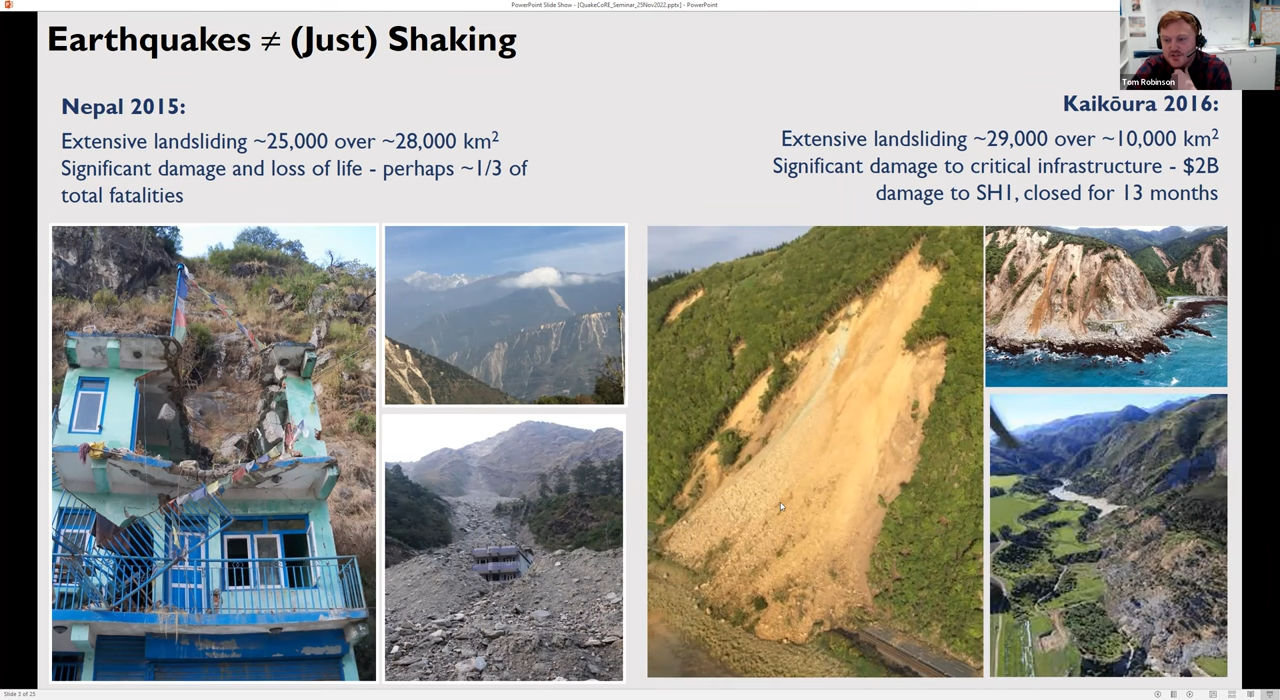 PowerPoint Slide Show - [QuakeCoRE_Seminar_25Nov2022.pptx] - PowerPoint
Earthquakes ≠ (Just) Shaking
Tom Robinson
Nepal 2015:
Extensive landsliding ~25,000 over ~28,000 km²
Significant damage and loss of life - perhaps ~1/3 of
total fatalities
Kaikōura 2016:
Extensive landsliding ~29,000 over ~10,000 km²
Significant damage to critical infrastructure - $2B
damage to SH1, closed for 13 months
Slide 3 of 25